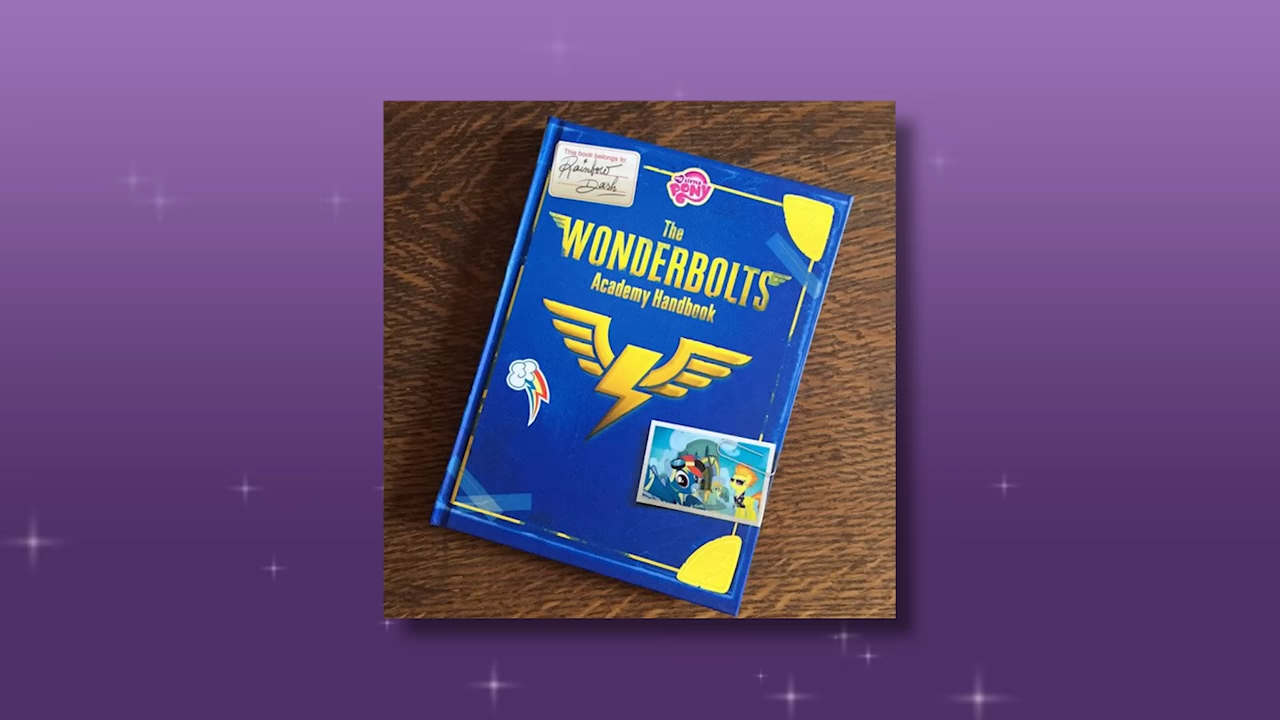 This book belongs to:
Rainbow
Dash
MY LITTLE
PONY
The
WONDERBOLTS
Academy Handbook